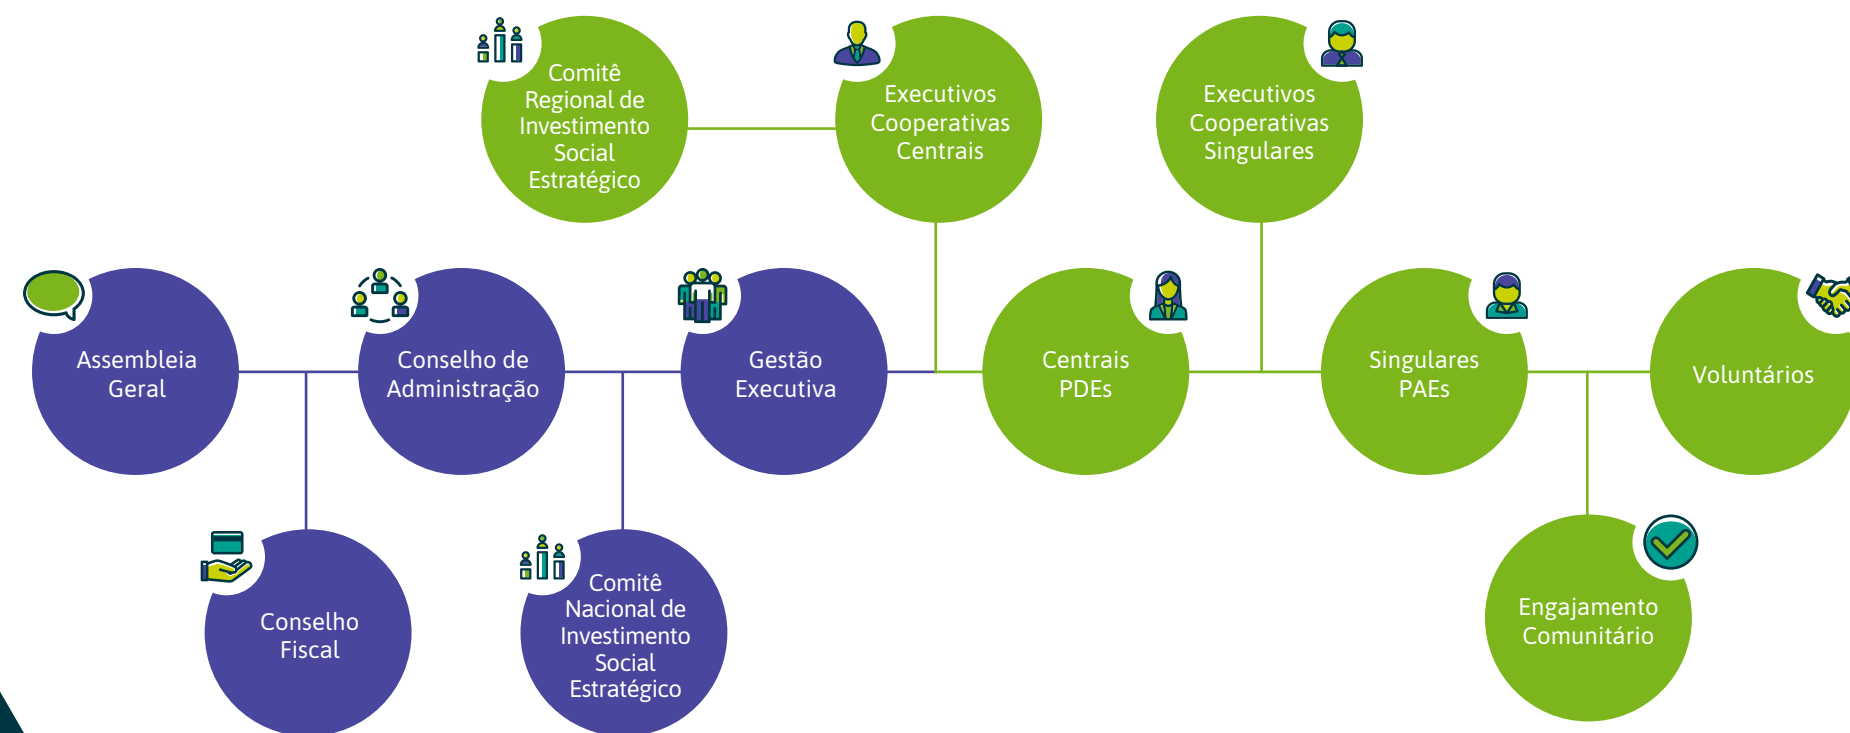 Comitê
Regional de
Investimento
Social
Estratégico
Executivos
Cooperativas
Centrais
Executivos
Cooperativas
Singulares
Assembleia
Geral
Conselho de
Administração
Gestão
Executiva
Centrais
PDEs
Singulares
PAEs
Voluntários
Conselho
Fiscal
Comitê
Nacional de
Investimento
Social
Estratégico
Engajamento
Comunitário